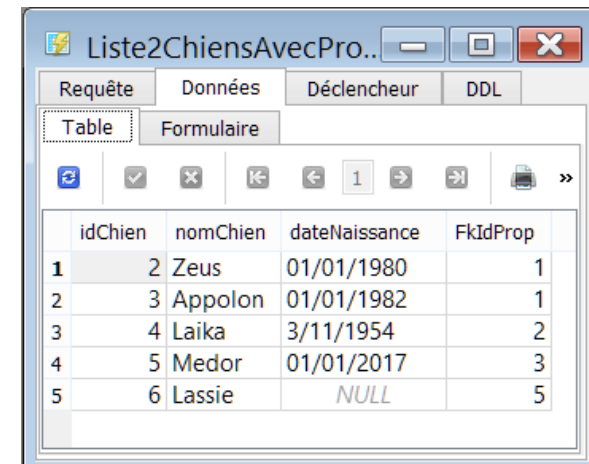 Liste2ChiensAvecPro..
Requête Données Déclencheur DDL
Table Formulaire
1 »
idChien nomChien dateNaissance FkIdProp
1 2 Zeus 01/01/1980 1
2 3 Appolon 01/01/1982 1
3 4 Laika 3/11/1954 2
4 5 Medor 01/01/2017 3
5 6 Lassie NULL 5